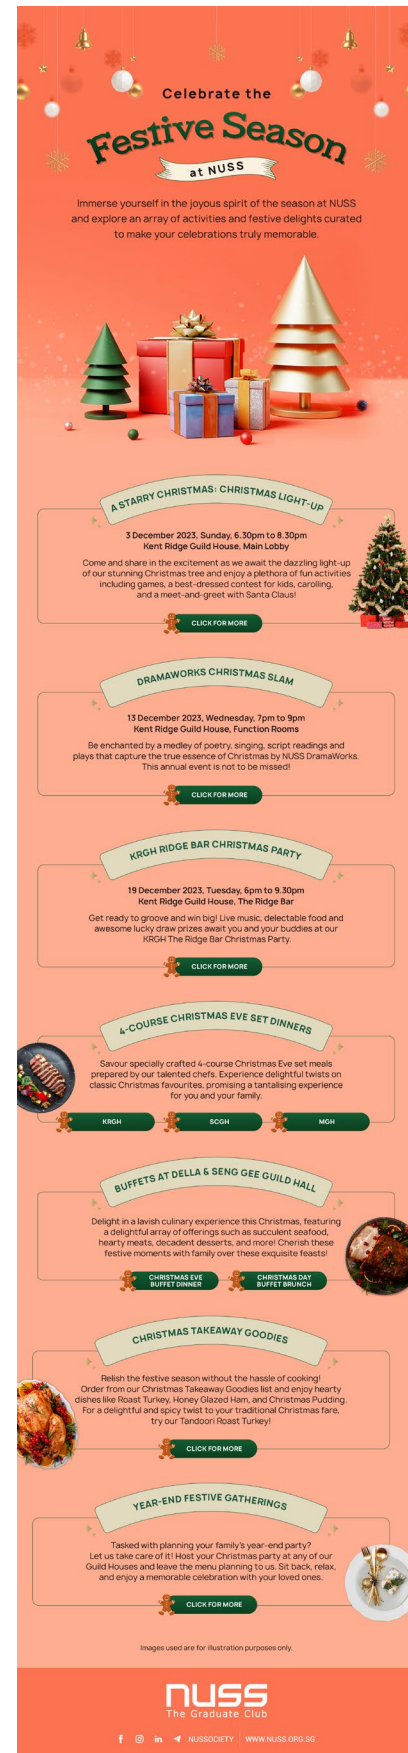 Celebrate the
Festive Season
at NUSS
Immerse yourself in the joyous spirit of the season at NUSS
and explore an array of activities and festive delights curated
to make your celebrations truly memorable.
A STARRY CHRISTMAS: CHRISTMAS LIGHT-UP
3 December 2023, Sunday, 6.30pm to 8.30pm
Kent Ridge Guild House, Main Lobby
Come and share in the excitement as we await the dazzling light-up
of our stunning Christmas tree and enjoy a plethora of fun activities
including games, a best-dressed contest for kids, carolling,
and a meet-and-greet with Santa Claus!
CLICK FOR MORE
DRAMAWORKS CHRISTMAS SLAM
13 December 2023, Wednesday, 7pm to 9pm
Kent Ridge Guild House, Function Rooms
Be enchanted by a medley of poetry, singing, script readings and
plays that capture the true essence of Christmas by NUSS DramaWorks.
This annual event is not to be missed!
CLICK FOR MORE
KRGH RIDGE BAR CHRISTMAS PARTY
19 December 2023, Tuesday, 6pm to 9.30pm
Kent Ridge Guild House, The Ridge Bar
Get ready to groove and win big! Live music, delectable food and
awesome lucky draw prizes await you and your buddies at our
KRGH The Ridge Bar Christmas Party.
CLICK FOR MORE
4-COURSE CHRISTMAS EVE SET DINNERS
Savour specially crafted 4-course Christmas Eve set meals
prepared by our talented chefs. Experience delightful twists on
classic Christmas favourites, promising a tantalising experience
for you and your family.
KRGH SCGH MGH
BUFFETS AT DELLA & SENG GEE GUILD HALL
Delight in a lavish culinary experience this Christmas, featuring
a delightful array of offerings such as succulent seafood,
hearty meats, decadent desserts, and more! Cherish these
festive moments with family over these exquisite feasts!
CHRISTMAS EVE
BUFFET DINNER
CHRISTMAS DAY
BUFFET BRUNCH
CHRISTMAS TAKEAWAY GOODIES
Relish the festive season without the hassle of cooking!
Order from our Christmas Takeaway Goodies list and enjoy hearty
dishes like Roast Turkey, Honey Glazed Ham, and Christmas Pudding.
For a delightful and spicy twist to your traditional Christmas fare,
try our Tandoori Roast Turkey!
CLICK FOR MORE
YEAR-END FESTIVE GATHERINGS
Tasked with planning your family's year-end party?
Let us take care of it! Host your Christmas party at any of our
Guild Houses and leave the menu planning to us. Sit back, relax,
and enjoy a memorable celebration with your loved ones.
CLICK FOR MORE
Images used are for illustration purposes only.
nuss
The Graduate Club
NUSSOCIETY | WWW.NUSS.ORG.SG